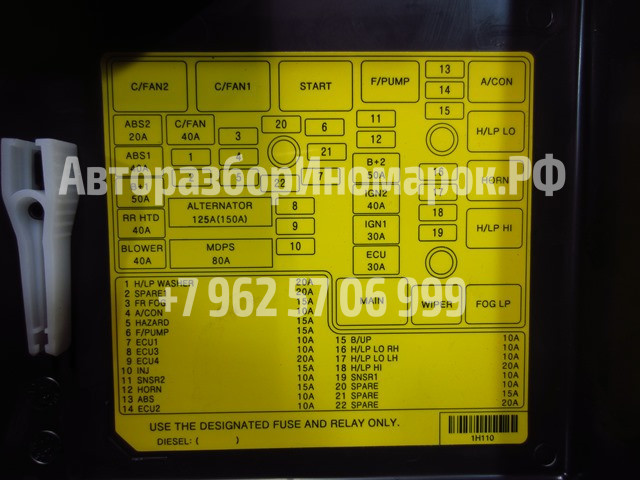 C/FAN2
C/FAN1
START
F/PUMP
13
14
15
A/CON
ABS2
20A
C/FAN
40A
3
20
6
11
12
H/LP LO
ABS1
40A
1
4
21
B+2
50A
Авторазбор Иномарок.РФ
HORN
50A
22
7
IGN2
40A
16
17
RR HTD
40A
ALTERNATOR
125A(150A)
8
9
IGN1
30A
18
19
H/LP HI
BLOWER
40A
MDPS
80A
10
ECU
30A
+7 962 5706 999
MAIN
WIPER
FOG LP
1 H/LP WASHER 20A
2 SPARE 20A
3 FR FOG 15A
4 A/CON 10A
5 HAZARD 15A
6 F/PUMP 15A
7 ECU1 10A
8 ECU3 10A
9 ECU4 20A
10 INJ 15A
11 SNSR2 10A
12 HORN 15A
13 ABS 10A
14 ECU2 10A
15 B/UP 10A
16 H/LP LO RH 10A
17 H/LP LO LH 10A
18 H/LP HI 20A
19 SNSR1 10A
20 SPARE 10A
21 SPARE 15A
22 SPARE 20A
USE THE DESIGNATED FUSE AND RELAY ONLY.
DIESEL: ( )
1H110